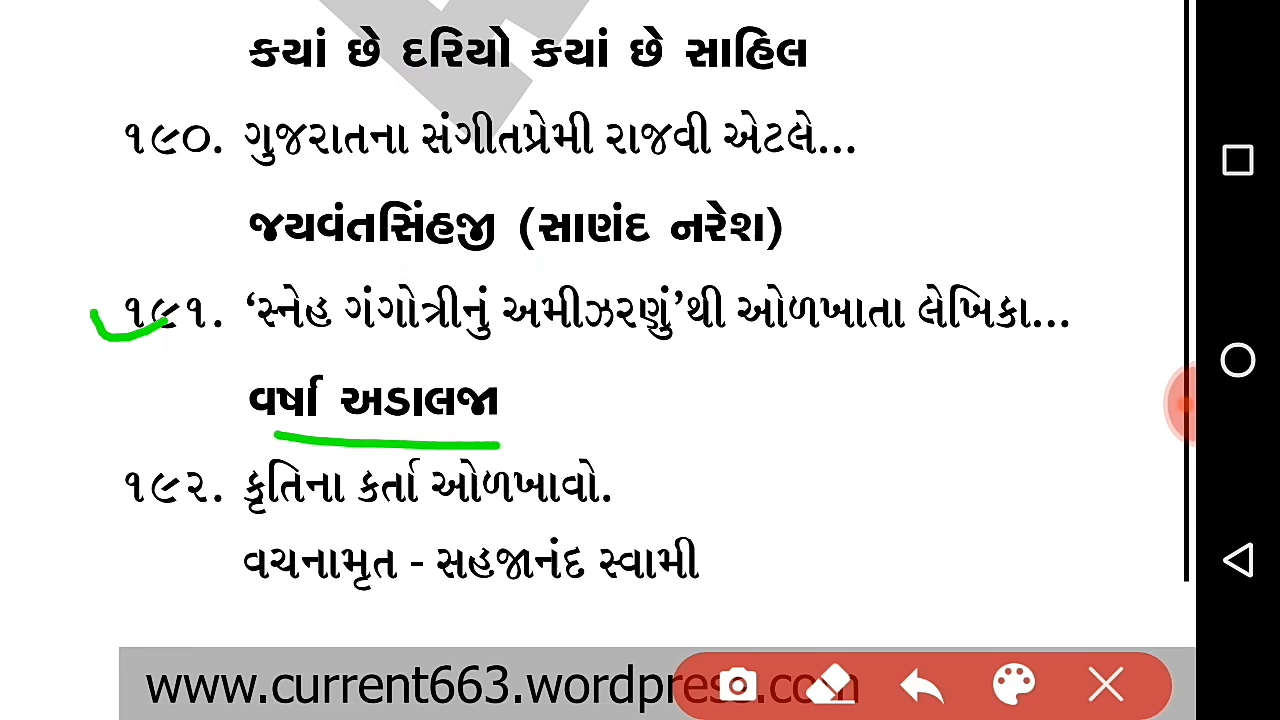 ક્યાં છે દરિયો ક્યાં છે સાહિલ
૧૯૦. ગુજરાતના સંગીતપ્રેમી રાજવી એટલે...
જયવંતસિંહજી (સાણંદ નરેશ)
૧૯૧. ‘સ્નેહ ગંગોત્રીનું અમીઝરણું’થી ઓળખાતા લેખિકા...
વર્ષા અડાલજા
૧૯૨. કૃતિના કર્તા ઓળખાવો.
વચનામૃત - સહજાનંદ સ્વામી
www.current663.wordpress.com